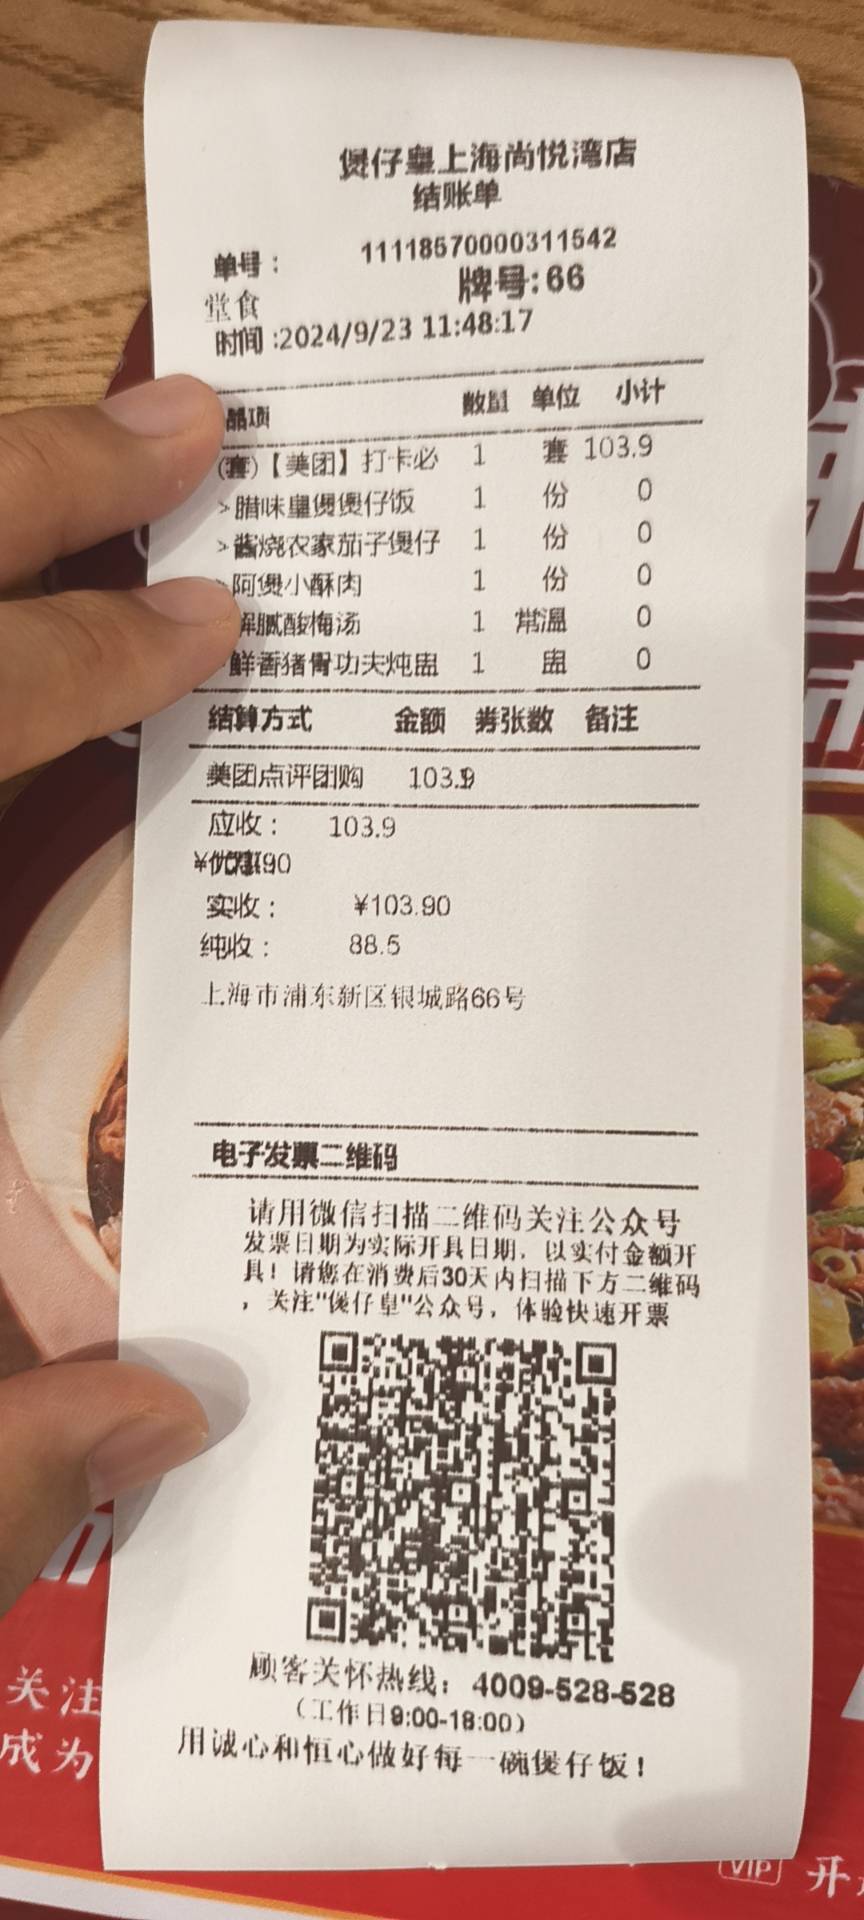 煲仔皇上海尚悦湾店
结账单
单号： 11118570000311542
堂食 牌号:66
时间:2024/9/23 11:48:17
品项 数量 单位 小计
(套)【美团】打卡必 1 套 103.9
>腊味皇煲煲仔饭 1 份 0
>酱烧农家茄子煲仔 1 份 0
阿煲小酥肉 1 份 0
解腻酸梅汤 1 常温 0
鲜香猪骨功夫炖盅 1 盅 0
结算方式 金额 券张数 备注
美团点评团购 103.9
应收： 103.9
实收： ¥103.90
纯收： 88.5
上海市浦东新区银城路66号
电子发票二维码
请用微信扫描二维码关注公众号
发票日期为实际开具日期，以实付金额开
具！请您在消费后30天内扫描下方二维码
，关注"煲仔皇"公众号，体验快速开票
顾客关怀热线：4009-528-528
（工作日9:00-18:00）
用诚心和恒心做好每一碗煲仔饭！
关注
成为
VIP